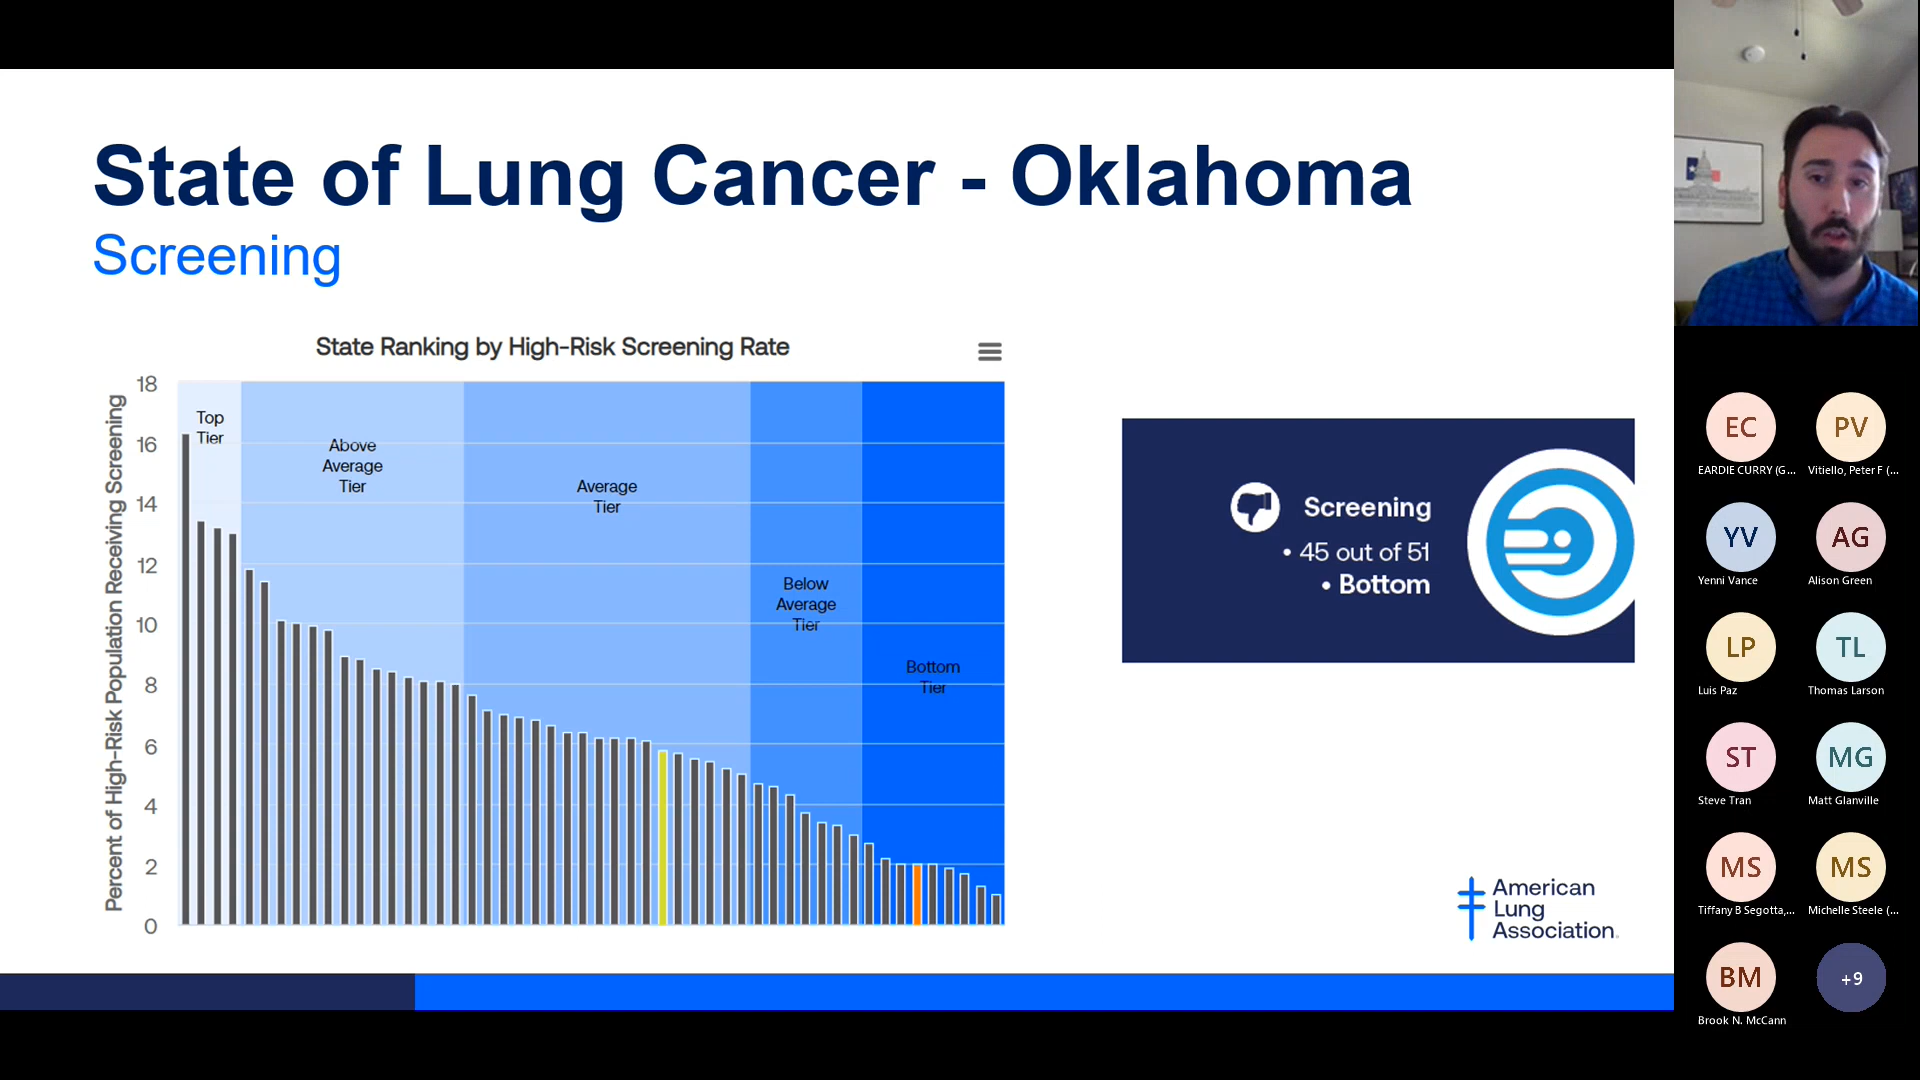 State of Lung Cancer - Oklahoma
Screening
State Ranking by High-Risk Screening Rate
Percent of High-Risk Population Receiving Screening
18
16
14
12
10
8
6
4
2
0
Top
Tier
Above
Average
Tier
Average
Tier
Below
Average
Tier
Bottom
Tier
Screening
• 45 out of 51
• Bottom
American
Lung
Association.
EC
EARDIE CURRY (G...
PV
Vitiello, Peter F (...
YV
Yenni Vance
AG
Alison Green
LP
Luis Paz
TL
Thomas Larson
ST
Steve Tran
MG
Matt Glanville
MS
Tiffany B Segotta,...
MS
Michelle Steele (...
BM
Brook N. McCann
+9